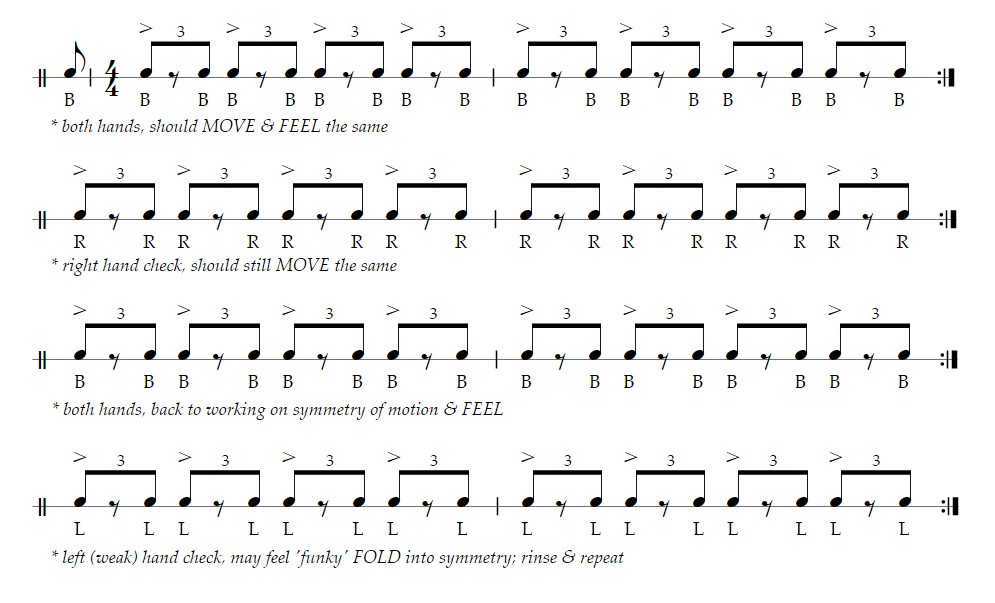 3 3 3 3 3 3 3 3
4
4
B B B B B B B B B B B B B B B B B
* both hands, should MOVE & FEEL the same
3 3 3 3 3 3 3 3
R R R R R R R R R R R R R R R R
* right hand check, should still MOVE the same
3 3 3 3 3 3 3 3
B B B B B B B B B B B B B B B B
* both hands, back to working on symmetry of motion & FEEL
3 3 3 3 3 3 3 3
L L L L L L L L L L L L L L L L
* left (weak) hand check, may feel 'funky' FOLD into symmetry; rinse & repeat